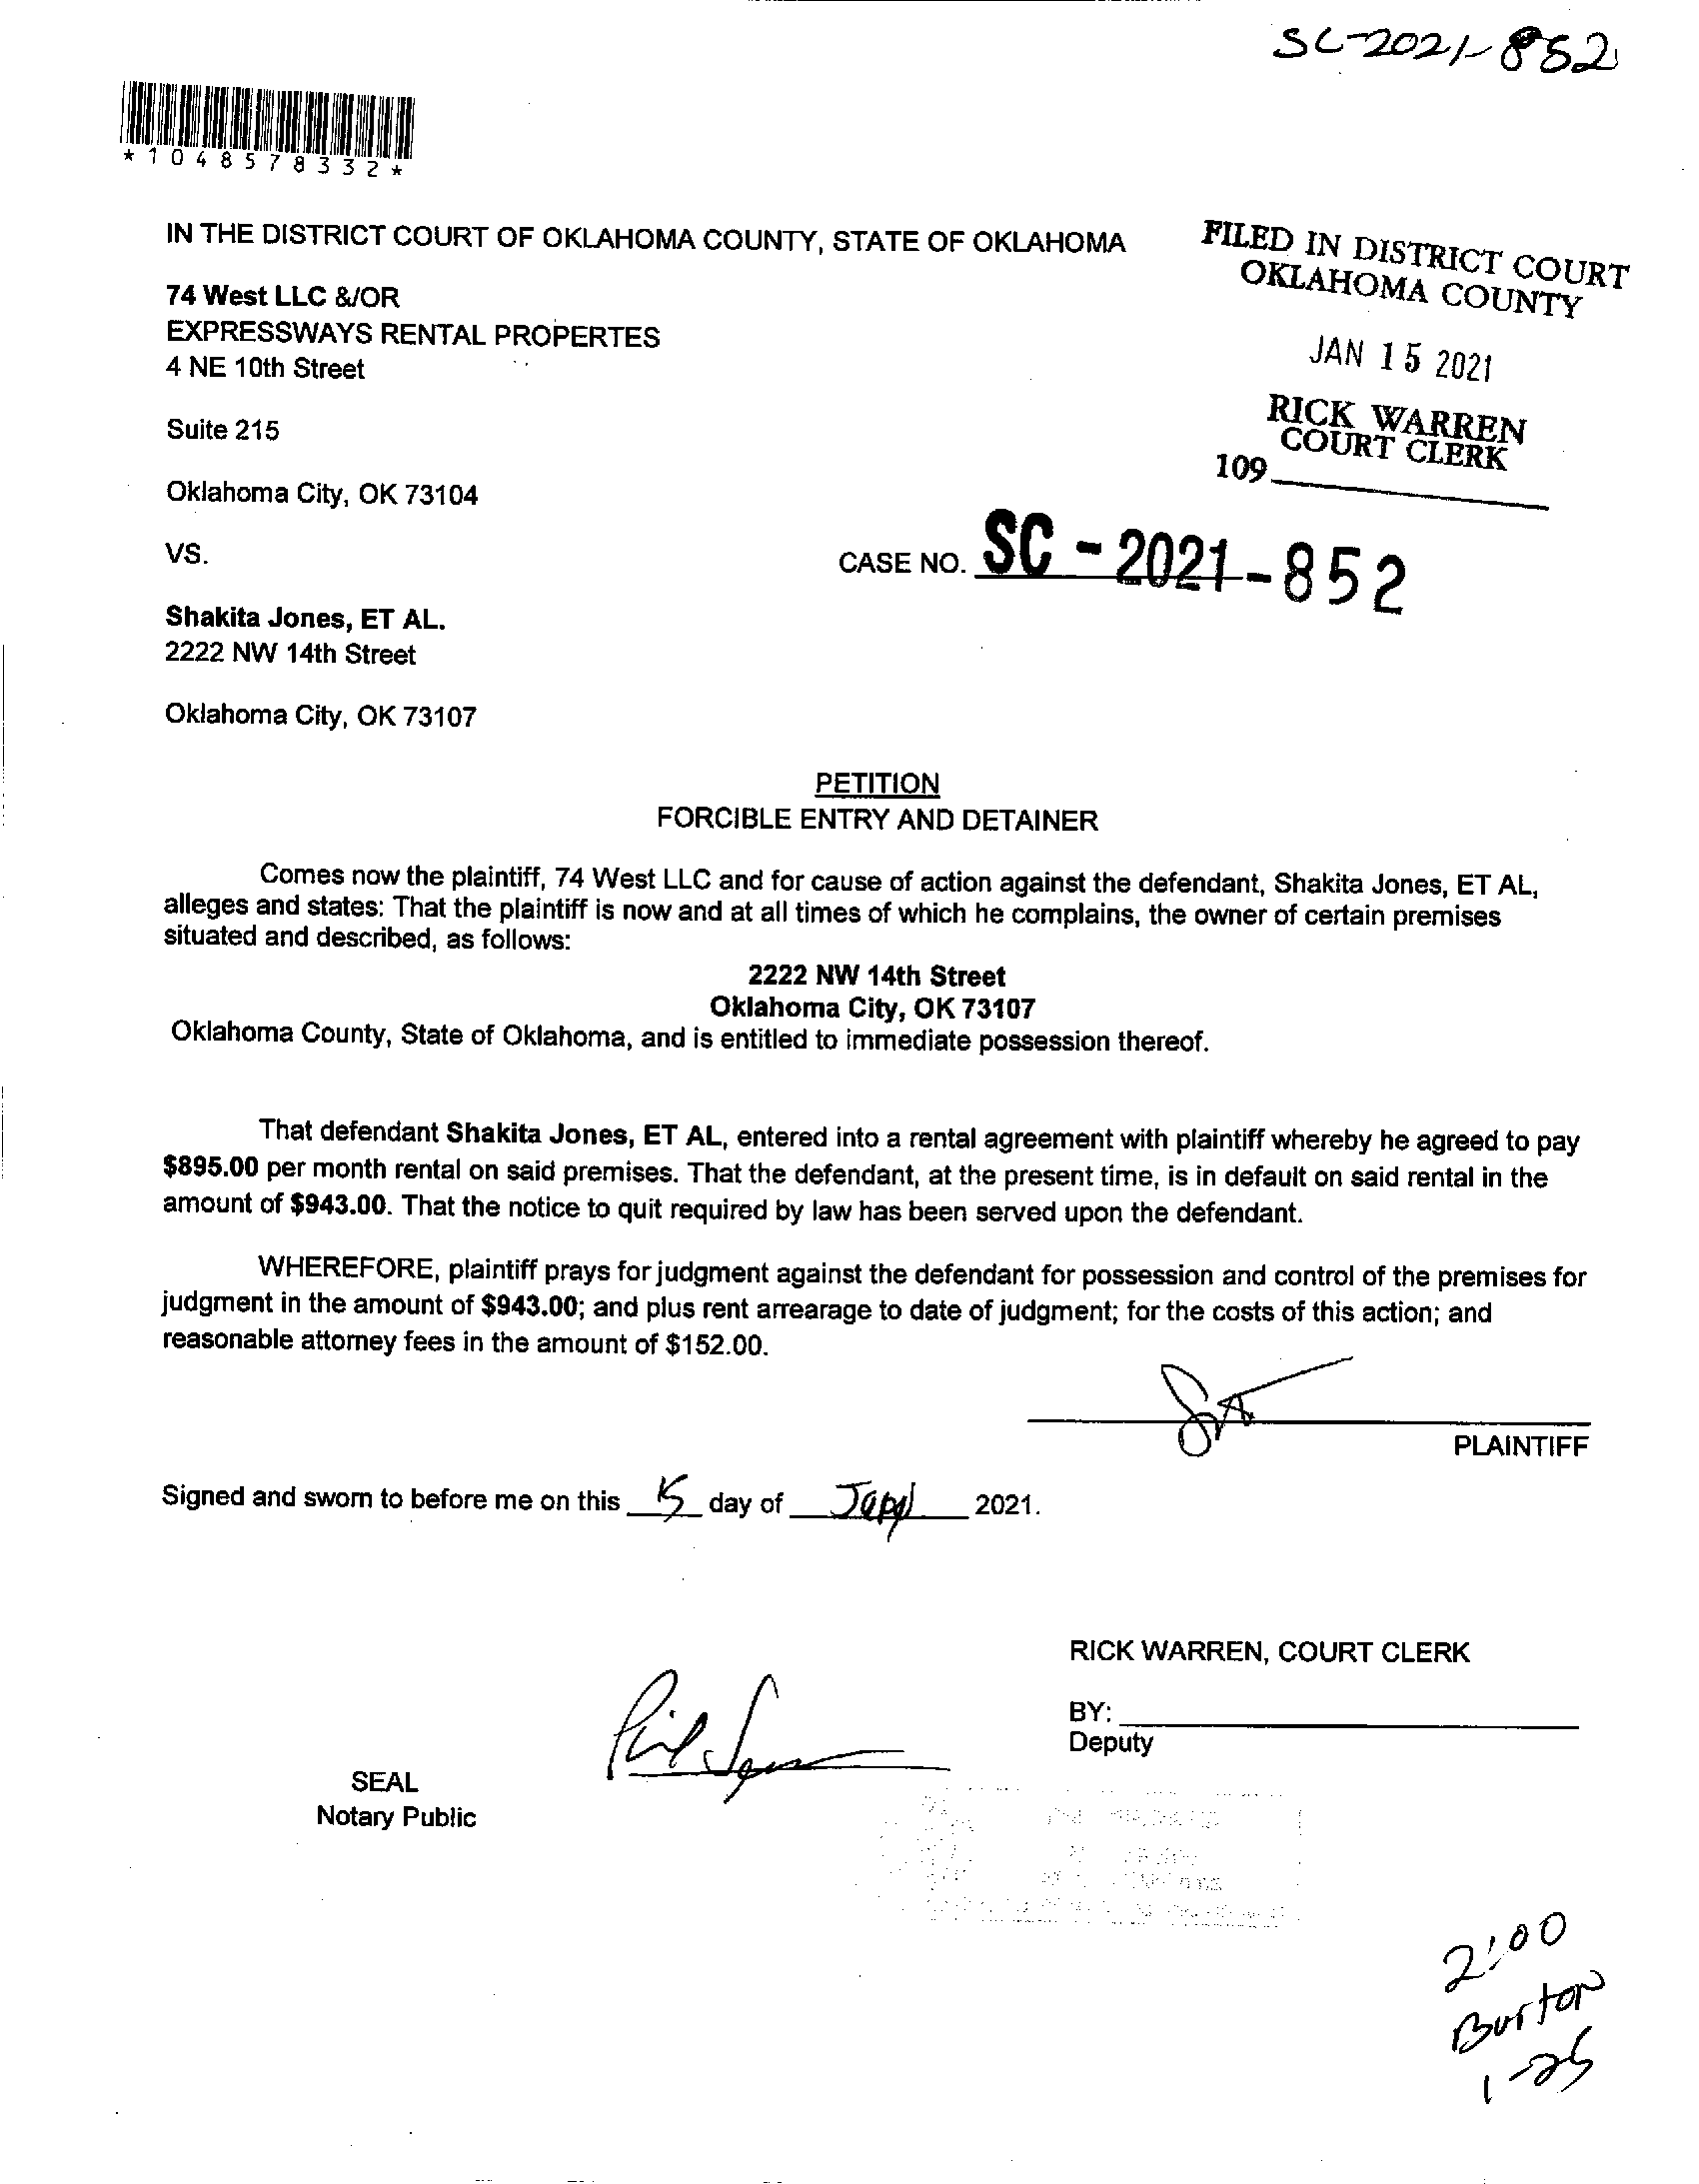 SC-2021-852
*1048578332*
IN THE DISTRICT COURT OF OKLAHOMA COUNTY, STATE OF OKLAHOMA
FILED IN DISTRICT COURT
OKLAHOMA COUNTY
JAN 15 2021
RICK WARREN
COURT CLERK
109
74 West LLC &/OR
EXPRESSWAYS RENTAL PROPERTES
4 NE 10th Street
Suite 215
Oklahoma City, OK 73104
VS.
CASE NO. SC-2021-852
Shakita Jones, ET AL.
2222 NW 14th Street
Oklahoma City, OK 73107
PETITION
FORCIBLE ENTRY AND DETAINER
Comes now the plaintiff, 74 West LLC and for cause of action against the defendant, Shakita Jones, ET AL,
alleges and states: That the plaintiff is now and at all times of which he complains, the owner of certain premises
situated and described, as follows:
2222 NW 14th Street
Oklahoma City, OK 73107
Oklahoma County, State of Oklahoma, and is entitled to immediate possession thereof.
That defendant Shakita Jones, ET AL, entered into a rental agreement with plaintiff whereby he agreed to pay
$895.00 per month rental on said premises. That the defendant, at the present time, is in default on said rental in the
amount of $943.00. That the notice to quit required by law has been served upon the defendant.
WHEREFORE, plaintiff prays for judgment against the defendant for possession and control of the premises for
judgment in the amount of $943.00; and plus rent arrearage to date of judgment; for the costs of this action; and
reasonable attorney fees in the amount of $152.00.
PLAINTIFF
Signed and sworn to before me on this 15 day of 2021.
RICK WARREN, COURT CLERK
BY:
Deputy
SEAL
Notary Public
2:00
Burton
1-25